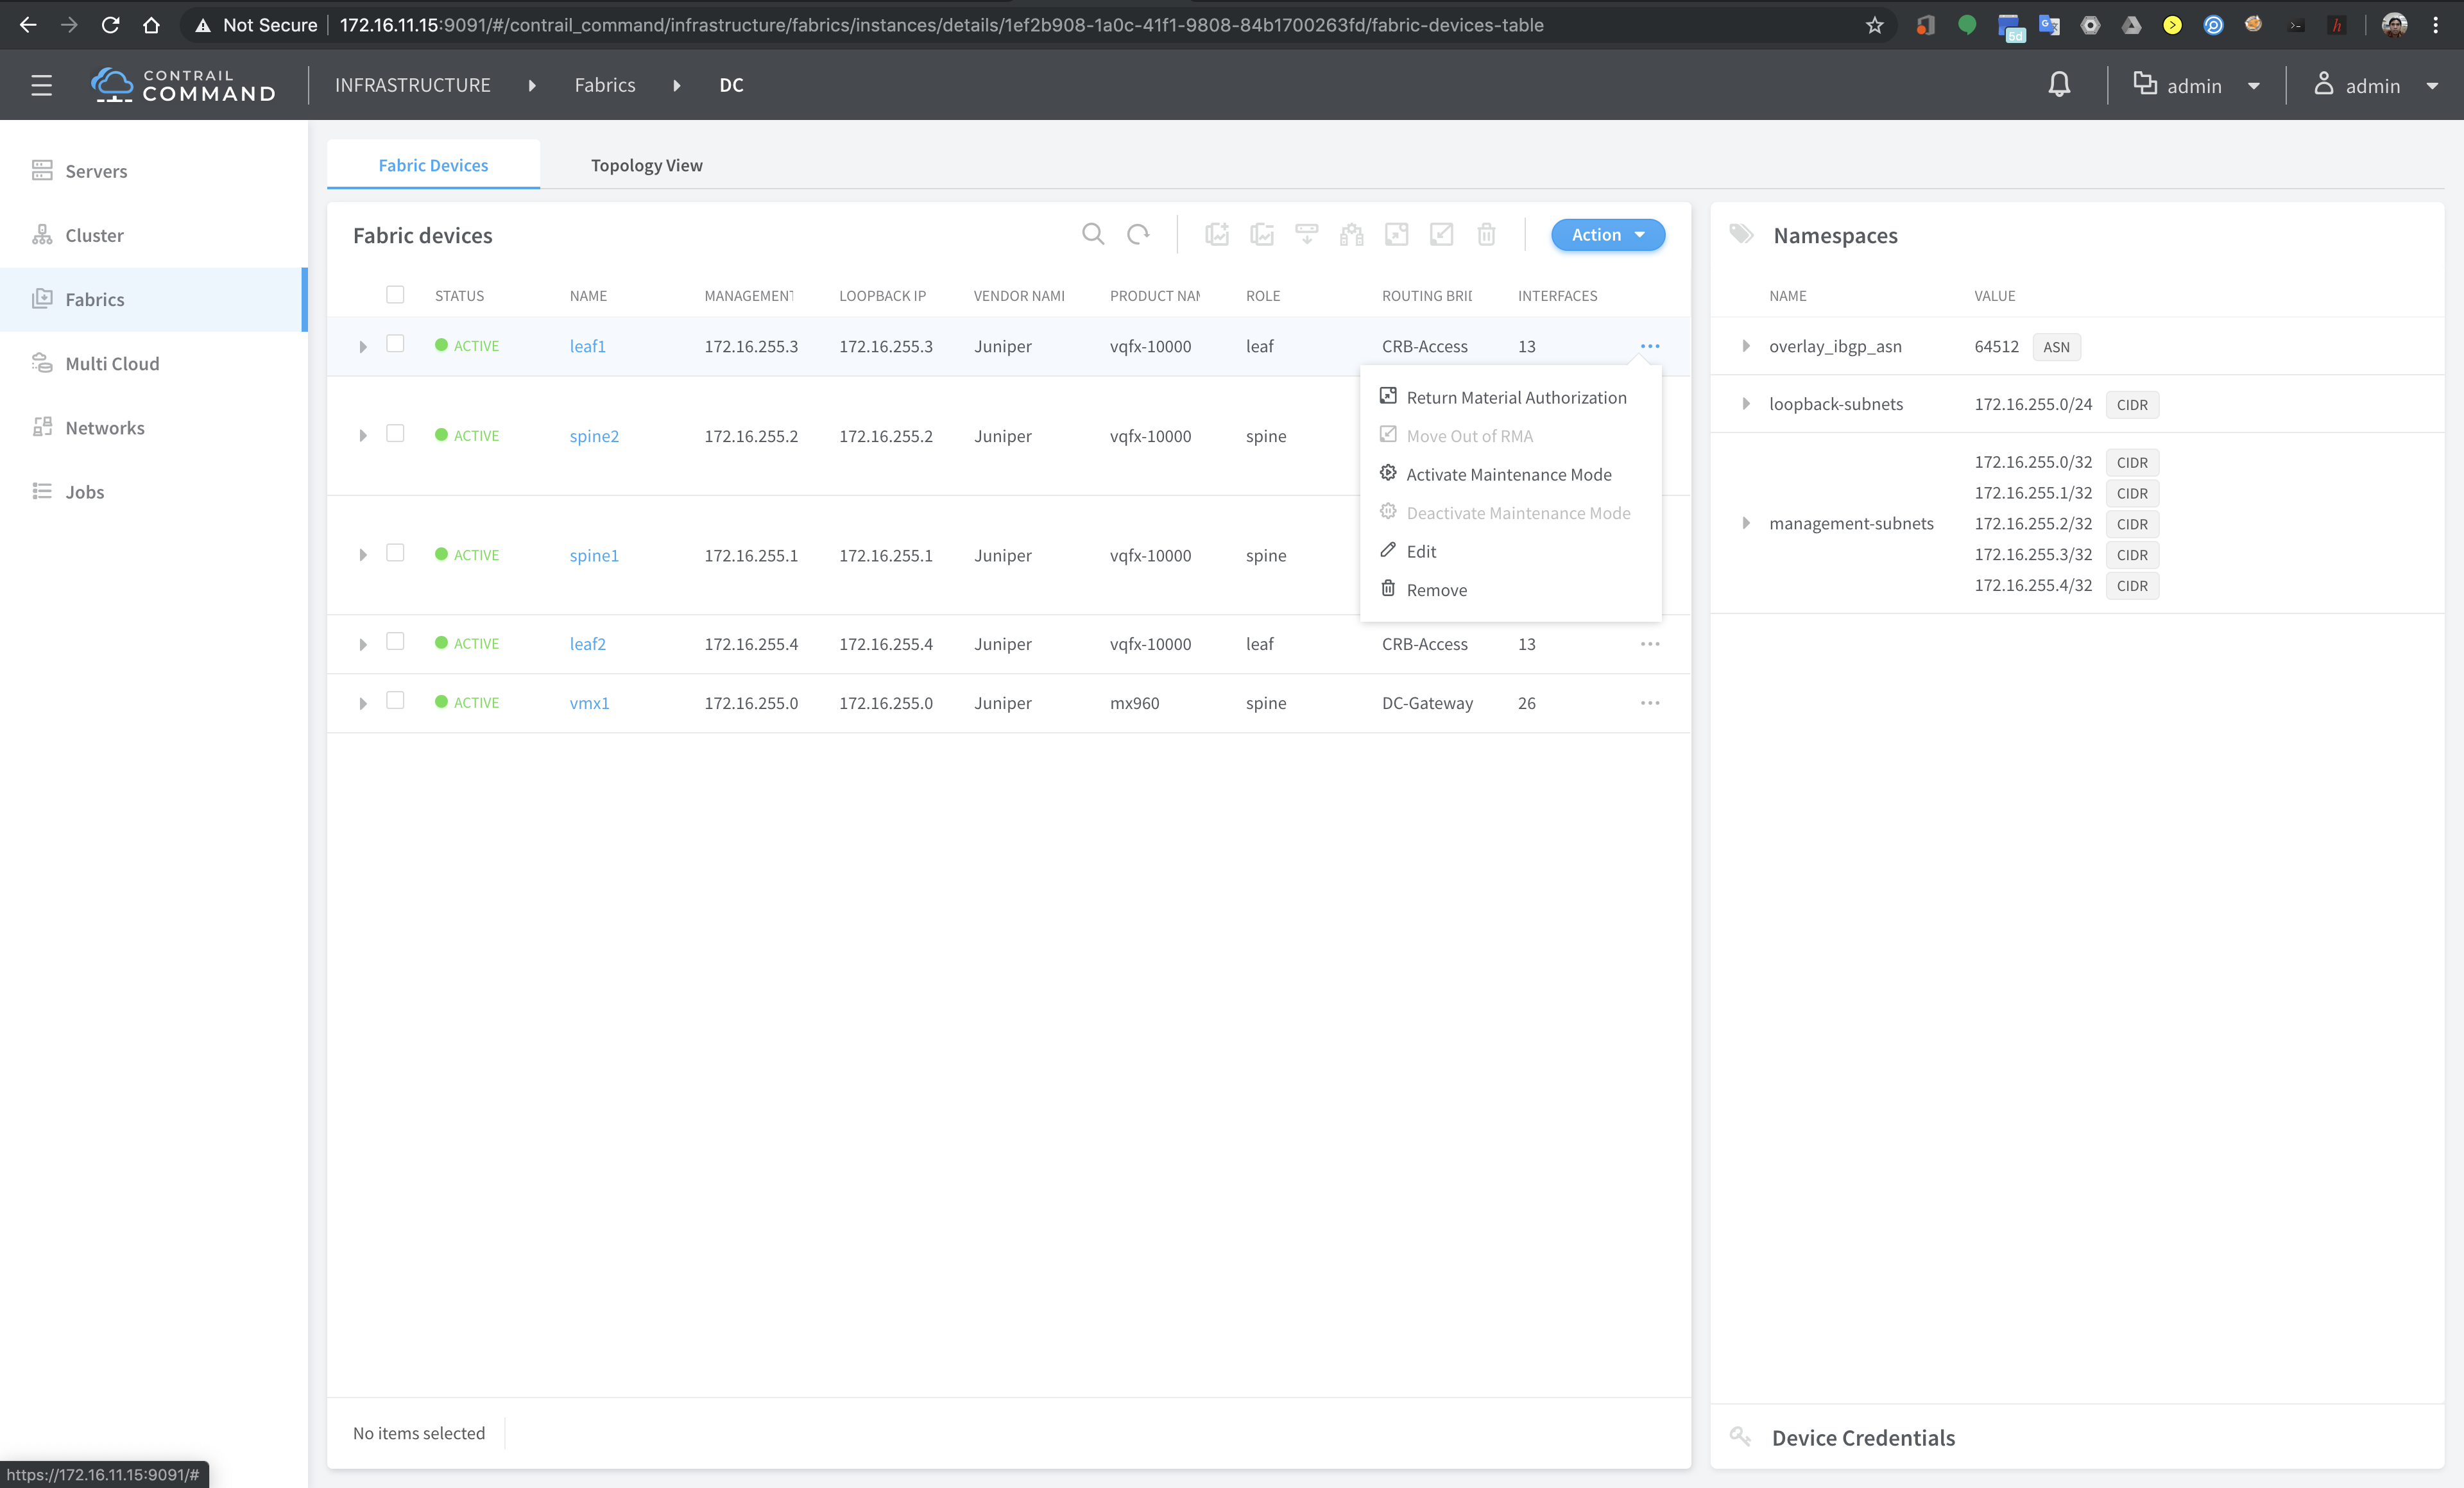 Not Secure 172.16.11.15:9091/#/contrail_command/infrastructure/fabrics/instances/details/1ef2b908-1a0c-41f1-9808-84b1700263fd/fabric-devices-table
6d
CONTRAIL
COMMAND
INFRASTRUCTURE Fabrics DC
admin admin
Servers
Cluster
Fabrics
Multi Cloud
Networks
Jobs
Fabric Devices Topology View
Fabric devices
Action
STATUS NAME MANAGEMENT LOOPBACK IP VENDOR NAMI PRODUCT NAM ROLE ROUTING BRID INTERFACES
ACTIVE leaf1 172.16.255.3 172.16.255.3 Juniper vqfx-10000 leaf CRB-Access 13 ...
ACTIVE spine2 172.16.255.2 172.16.255.2 Juniper vqfx-10000 spine
ACTIVE spine1 172.16.255.1 172.16.255.1 Juniper vqfx-10000 spine
ACTIVE leaf2 172.16.255.4 172.16.255.4 Juniper vqfx-10000 leaf CRB-Access 13 ...
ACTIVE vmx1 172.16.255.0 172.16.255.0 Juniper mx960 spine DC-Gateway 26 ...
Return Material Authorization
Move Out of RMA
Activate Maintenance Mode
Deactivate Maintenance Mode
Edit
Remove
No items selected
Namespaces
NAME VALUE
overlay_ibgp_asn 64512 ASN
loopback-subnets 172.16.255.0/24 CIDR
management-subnets
172.16.255.0/32 CIDR
172.16.255.1/32 CIDR
172.16.255.2/32 CIDR
172.16.255.3/32 CIDR
172.16.255.4/32 CIDR
Device Credentials
https://172.16.11.15:9091/#